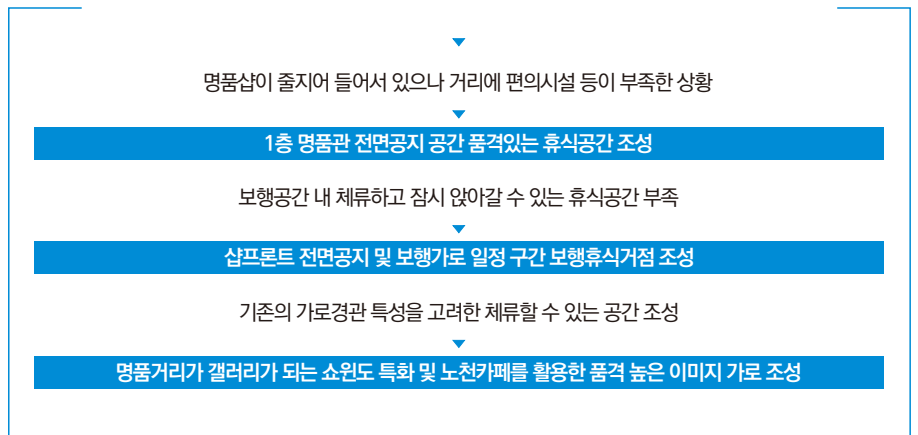 명품샵이 줄지어 들어서 있으나 거리에 편의시설 등이 부족한 상황
1층 명품관 전면공지 공간 품격있는 휴식공간 조성
보행공간 내 체류하고 잠시 앉아갈 수 있는 휴식공간 부족
샵프론트 전면공지 및 보행가로 일정 구간 보행휴식거점 조성
기존의 가로경관 특성을 고려한 체류할 수 있는 공간 조성
명품거리가 갤러리가 되는 쇼윈도 특화 및 노천카페를 활용한 품격 높은 이미지 가로 조성